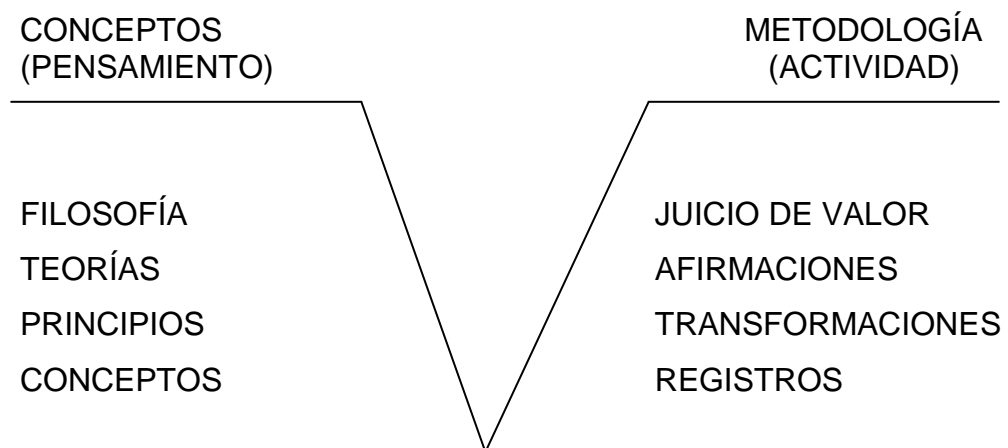 CONCEPTOS
(PENSAMIENTO)
METODOLOGÍA
(ACTIVIDAD)
FILOSOFÍA
TEORÍAS
PRINCIPIOS
CONCEPTOS
JUICIO DE VALOR
AFIRMACIONES
TRANSFORMACIONES
REGISTROS